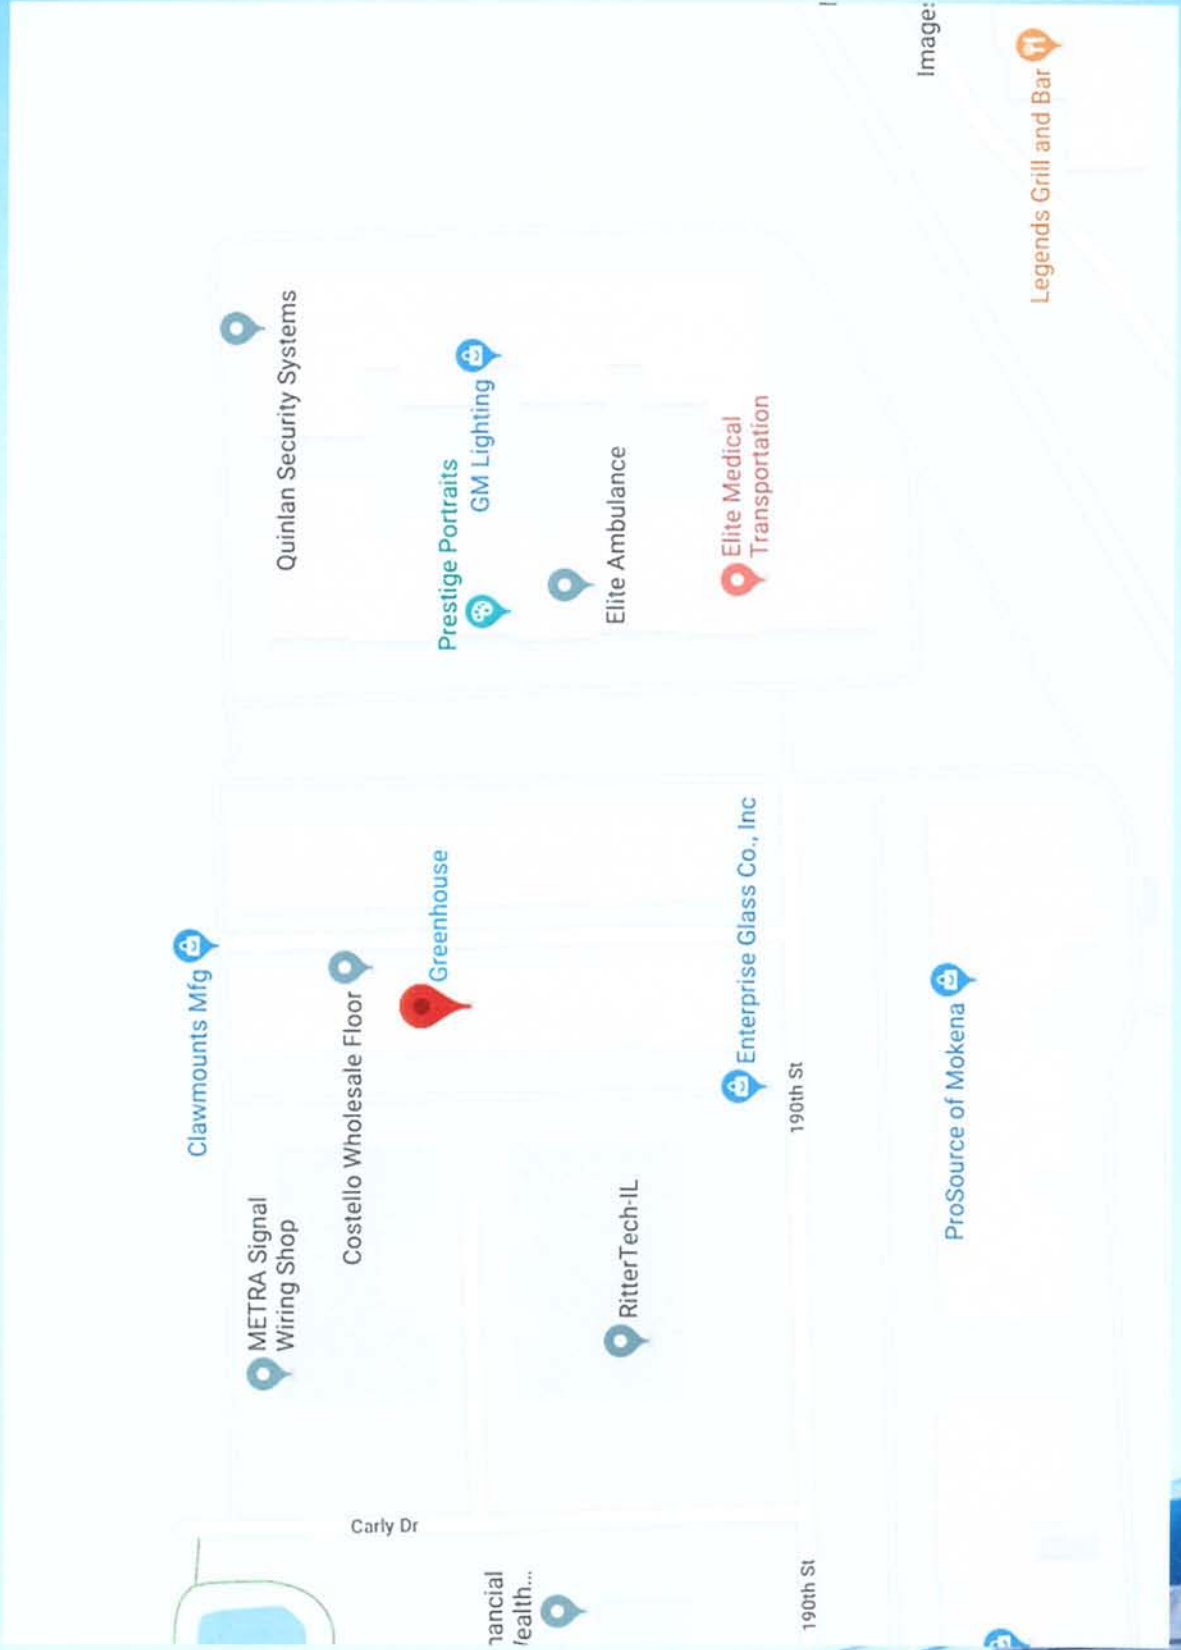 Clawmounts Mfg
METRA Signal
Wiring Shop
Quinlan Security Systems
Costello Wholesale Floor
Greenhouse
Prestige Portraits
GM Lighting
Carly Dr
nancial
ealth...
RitterTech-IL
Elite Ambulance
Elite Medical
Transportation
Enterprise Glass Co., Inc
190th St
190th St
ProSource of Mokena
Image
Legends Grill and Bar